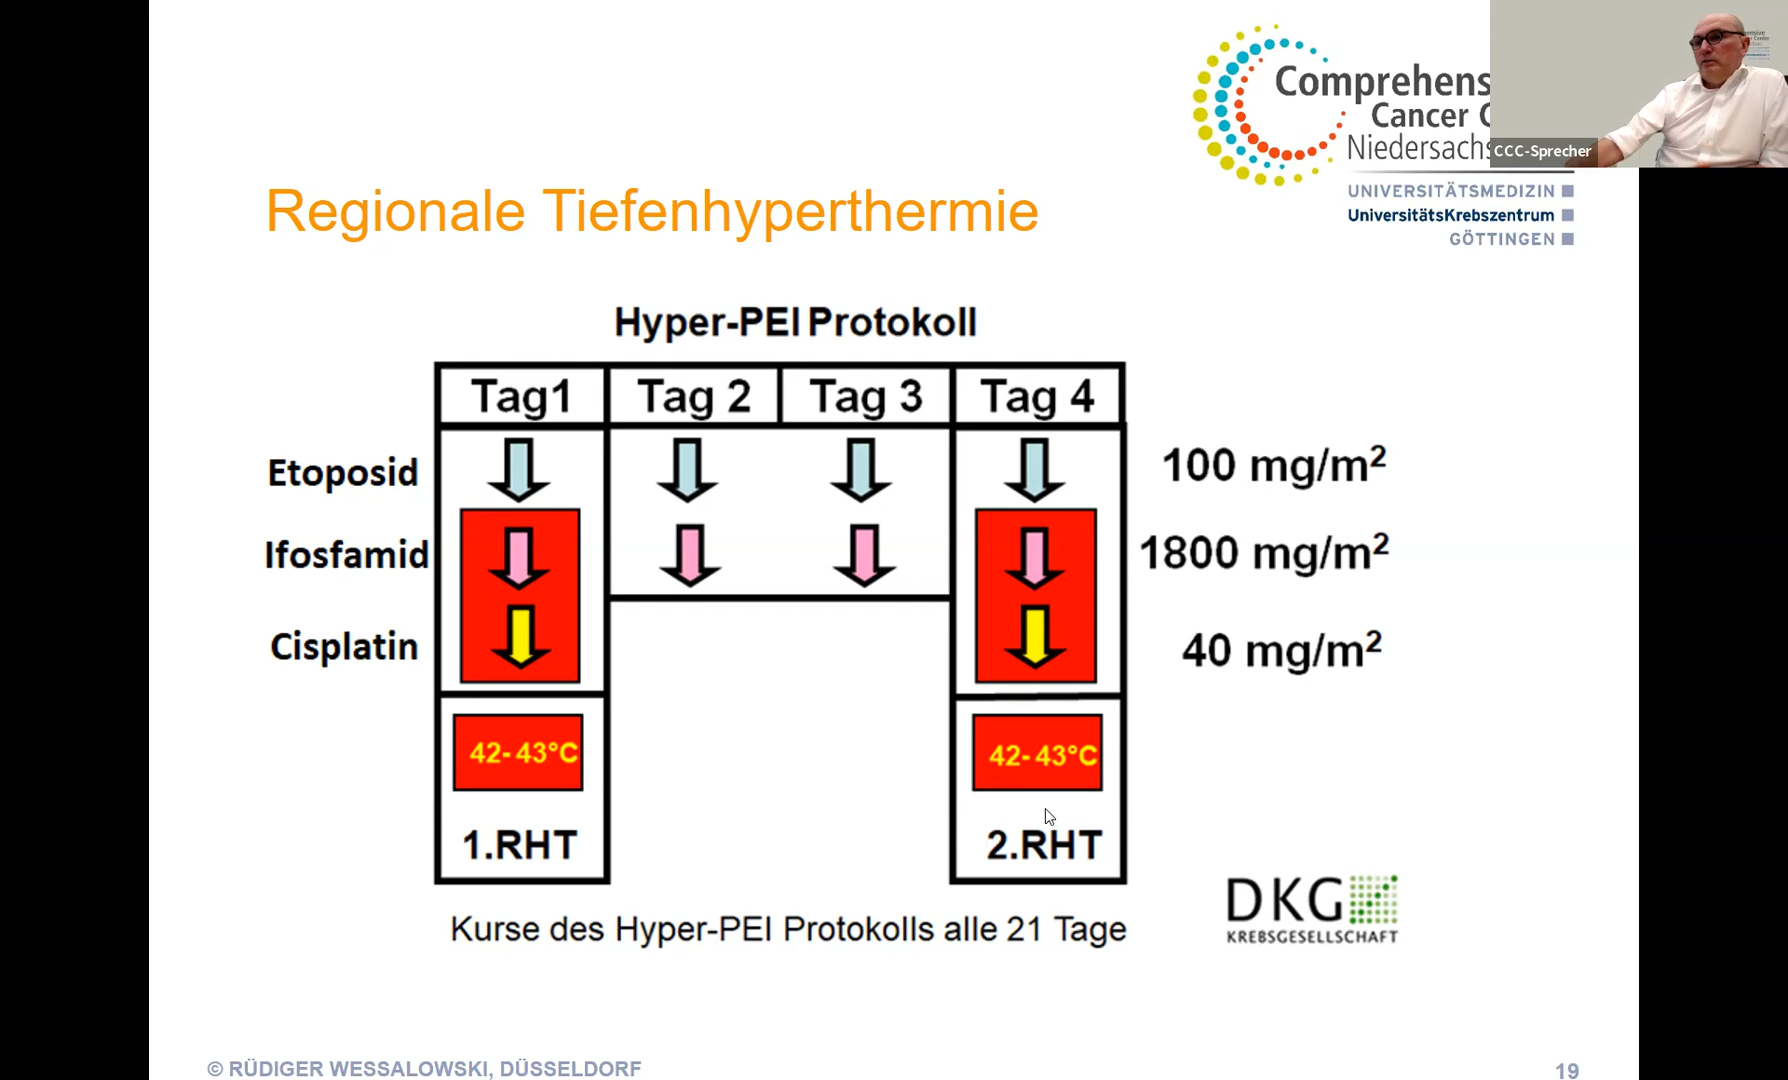 Comprehens
Cancer C
Niedersachs
CCC-Sprecher
UNIVERSITÄTSMEDIZIN
UniversitätsKrebszentrum
GÖTTINGEN
Regionale Tiefenhyperthermie
Hyper-PEI Protokoll
Tag1 Tag 2 Tag 3 Tag 4
Etoposid 100 mg/m²
Ifosfamid 1800 mg/m²
Cisplatin 40 mg/m²
42-43°C 42-43°C
1.RHT 2.RHT
Kurse des Hyper-PEI Protokolls alle 21 Tage
DKG
KREBSGESELLSCHAFT
© RÜDIGER WESSALOWSKI, DÜSSELDORF
19